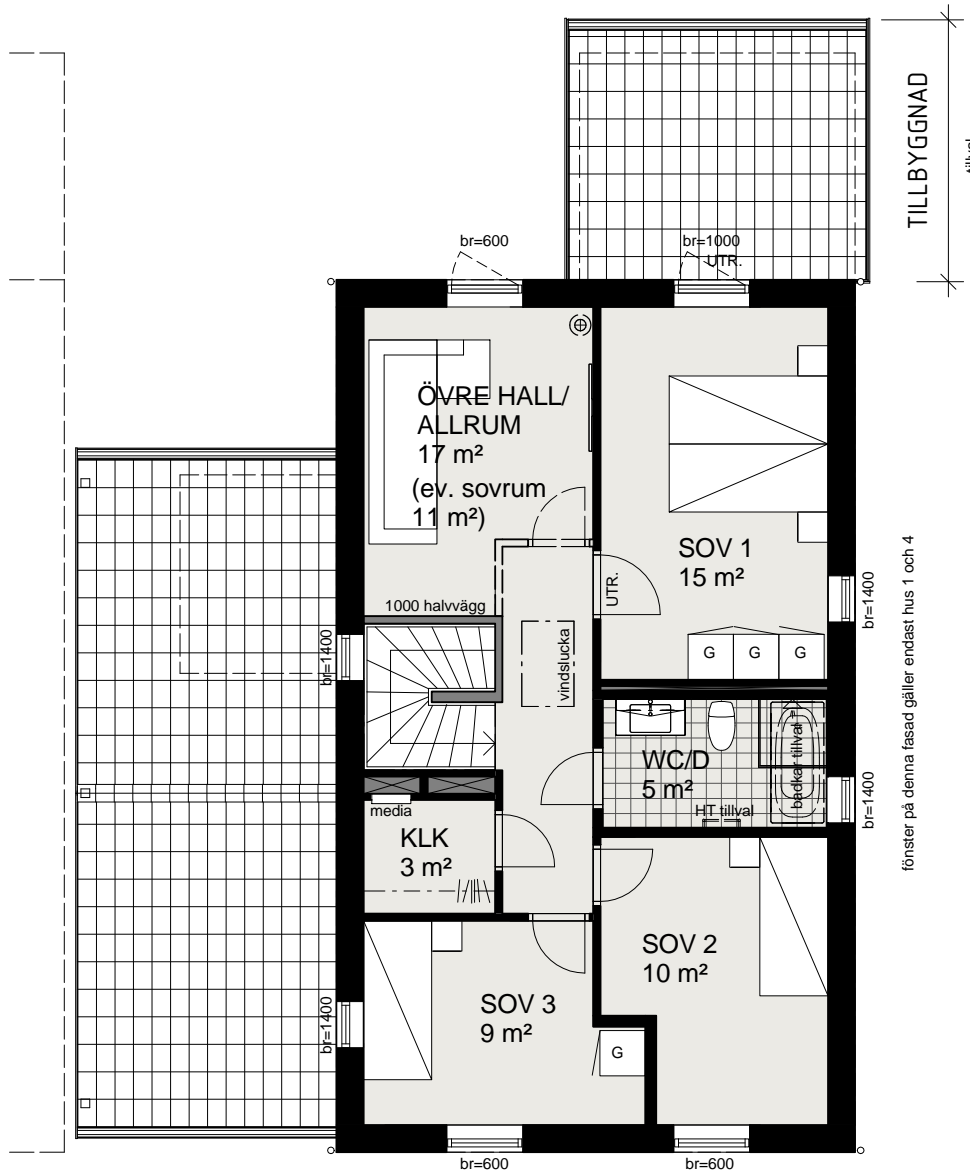 TILLBYGGNAD
tillval
br=600
br=1000
UTR.
ÖVRE HALL/
ALLRUM
17 m²
(ev. sovrum
11 m²)
SOV 1
15 m²
UTR.
1000 halvvägg
br=1400
br=1400
vindslucka
G
G
G
fönster på denna fasad gäller endast hus 1 och 4
WC/D
5 m²
badkar tillval
HT tillval
br=1400
media
KLK
3 m²
SOV 2
10 m²
SOV 3
9 m²
br=1400
G
br=600
br=600